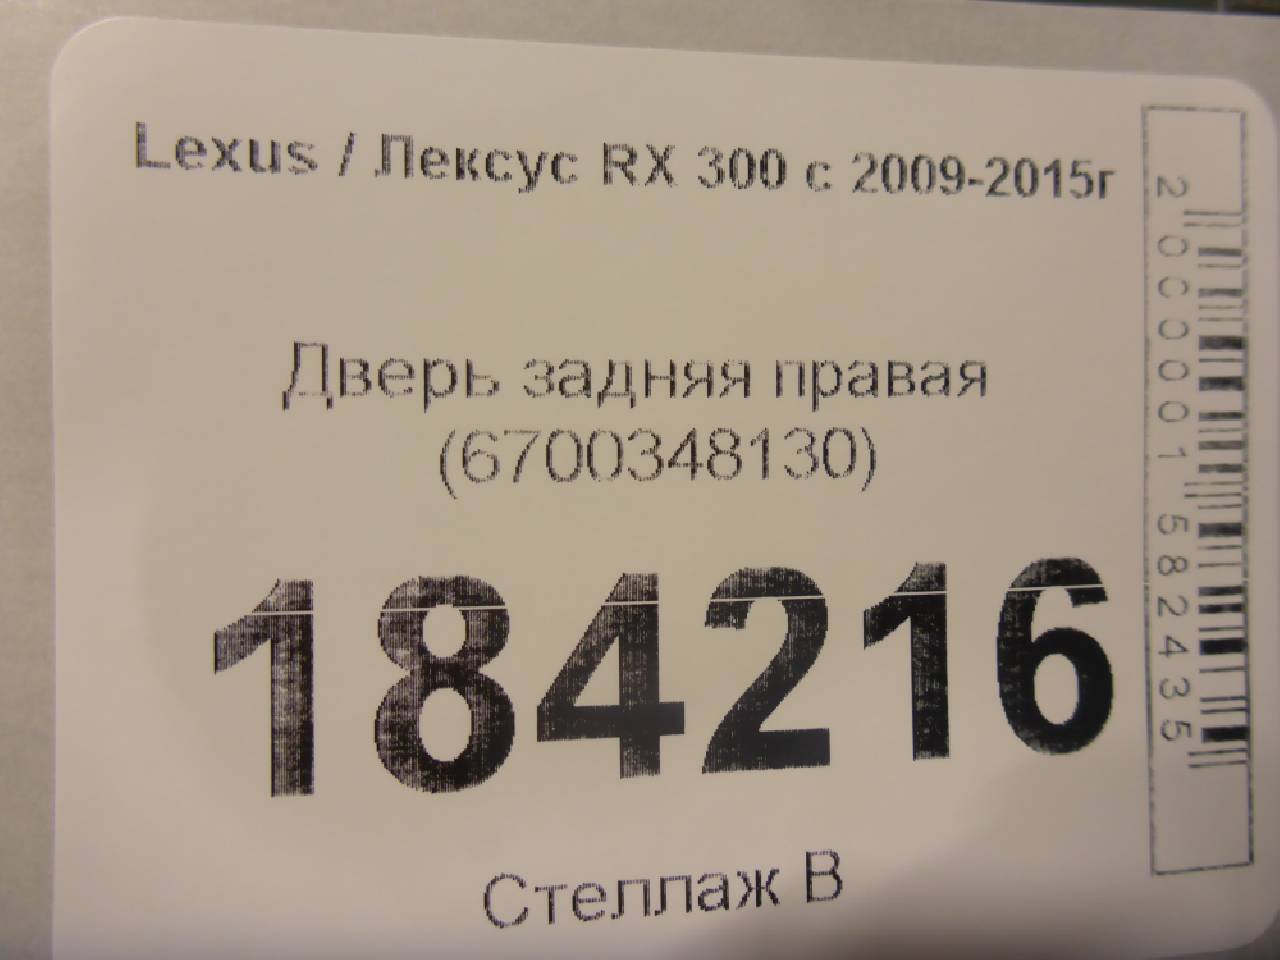 Lexus / Лексус RX 300 с 2009-2015г
Дверь задняя правая
(6700348130)
184216
Стеллаж В
2000001582435